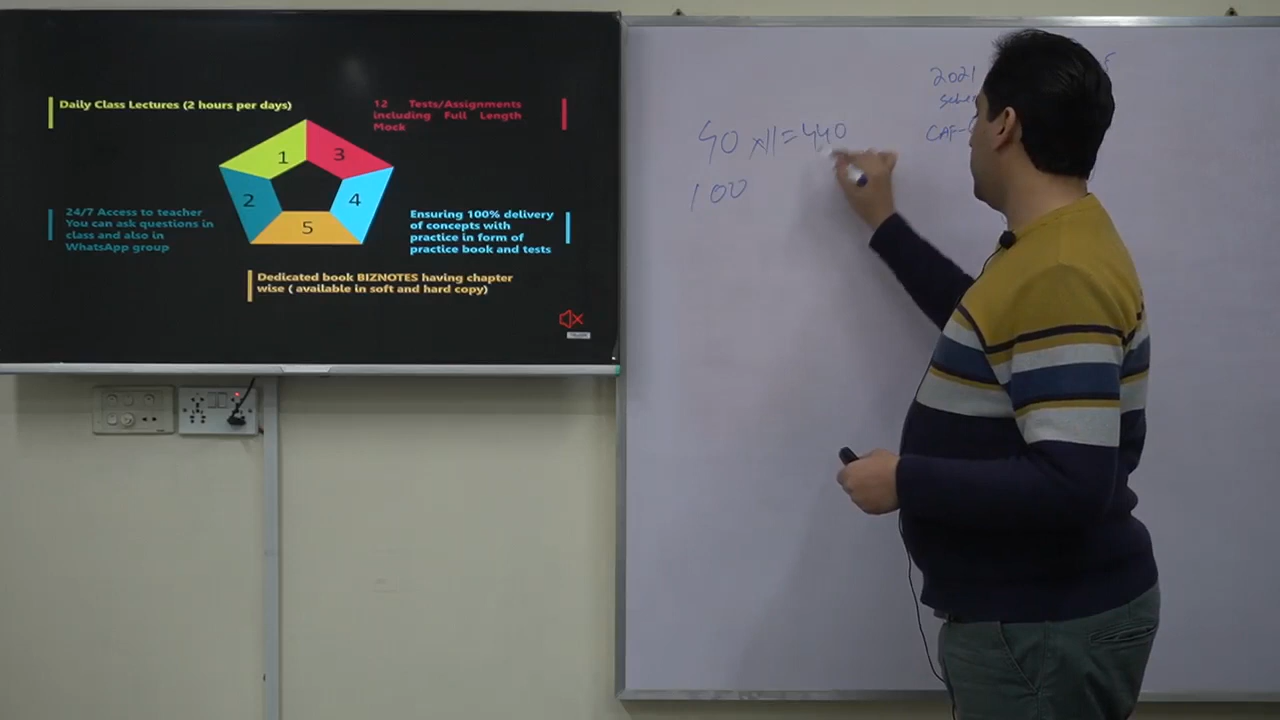 Daily Class Lectures (2 hours per days)
12 Tests/Assignments
including Full Length
Mock
1
3
2
4
5
24/7 Access to teacher
You can ask questions in
class and also in
WhatsApp group
Ensuring 100% delivery
of concepts with
practice in form of
practice book and tests
Dedicated book BIZNOTES having chapter
wise ( available in soft and hard copy)
40 x11=440
100
2021
CAF-